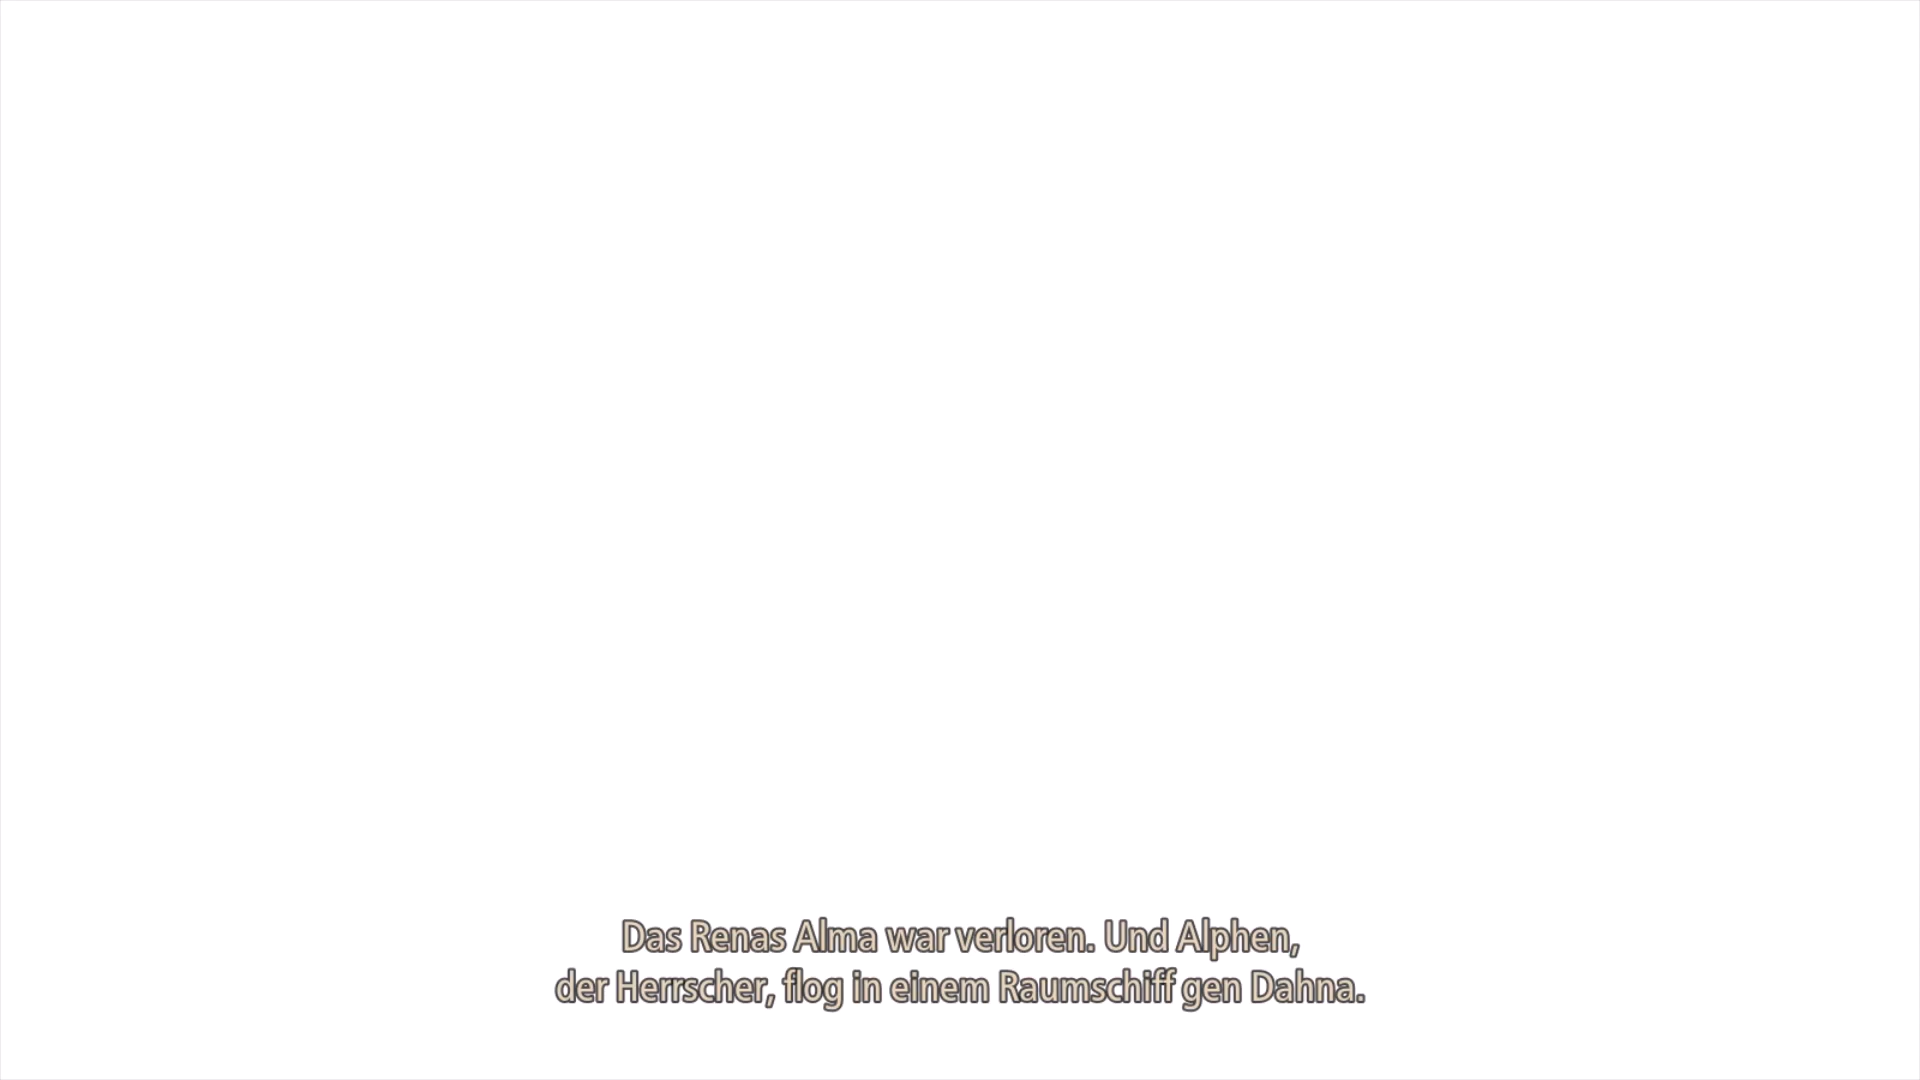 Das Renas Alma war verloren. Und Alphen,
der Herrscher, flog in einem Raumschiff gen Dahna.